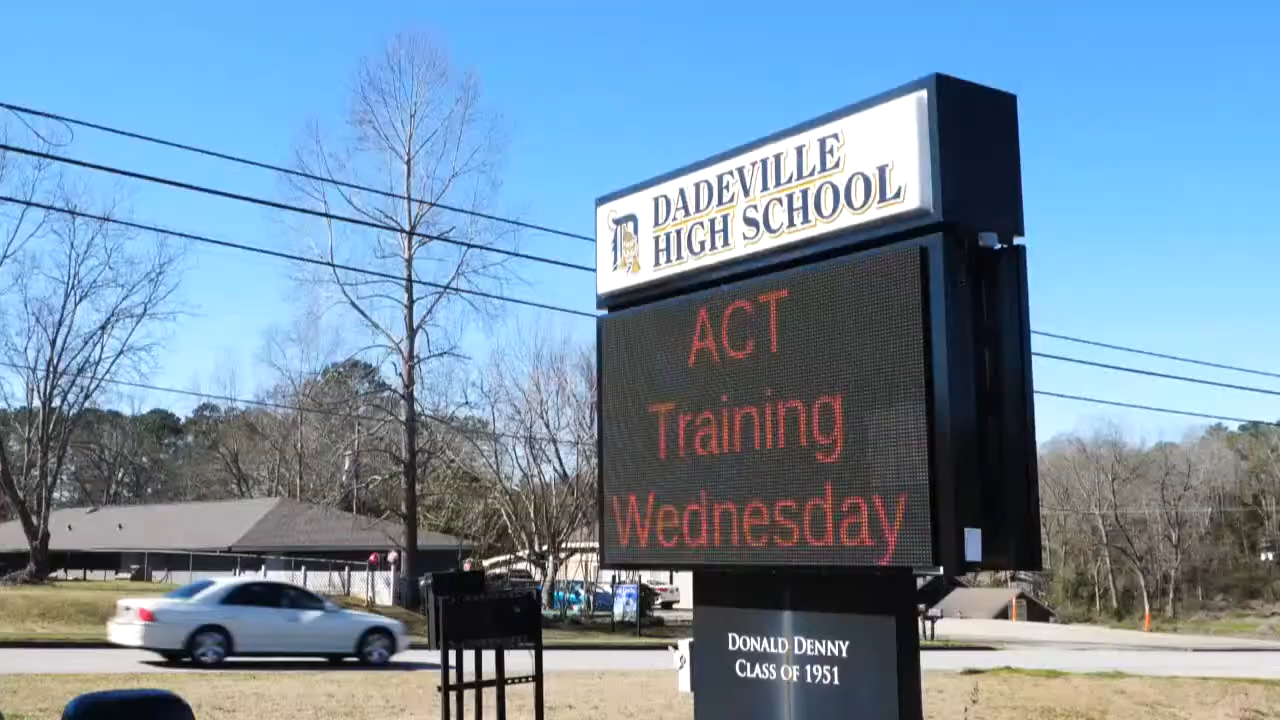 D
DADEVILLE
HIGH SCHOOL
ACT
Training
Wednesday
DONALD DENNY
CLASS OF 1951